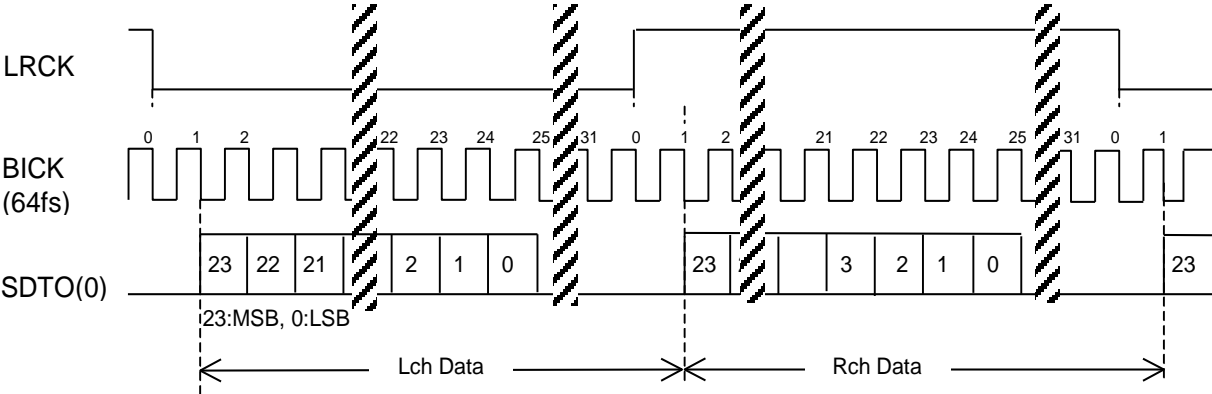 LRCK
0 1 2 22 23 24 25 31 0 1 2 21 22 23 24 25 31 0 1
BICK
(64fs)
23 22 21 2 1 0 23 3 2 1 0 23
SDTO(0)
23:MSB, 0:LSB
Lch Data Rch Data